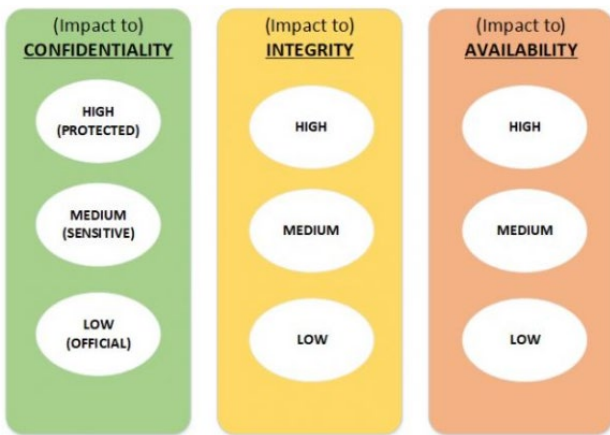 (Impact to)
CONFIDENTIALITY
HIGH
(PROTECTED)
MEDIUM
(SENSITIVE)
LOW
(OFFICIAL)
(Impact to)
INTEGRITY
HIGH
MEDIUM
LOW
(Impact to)
AVAILABILITY
HIGH
MEDIUM
LOW